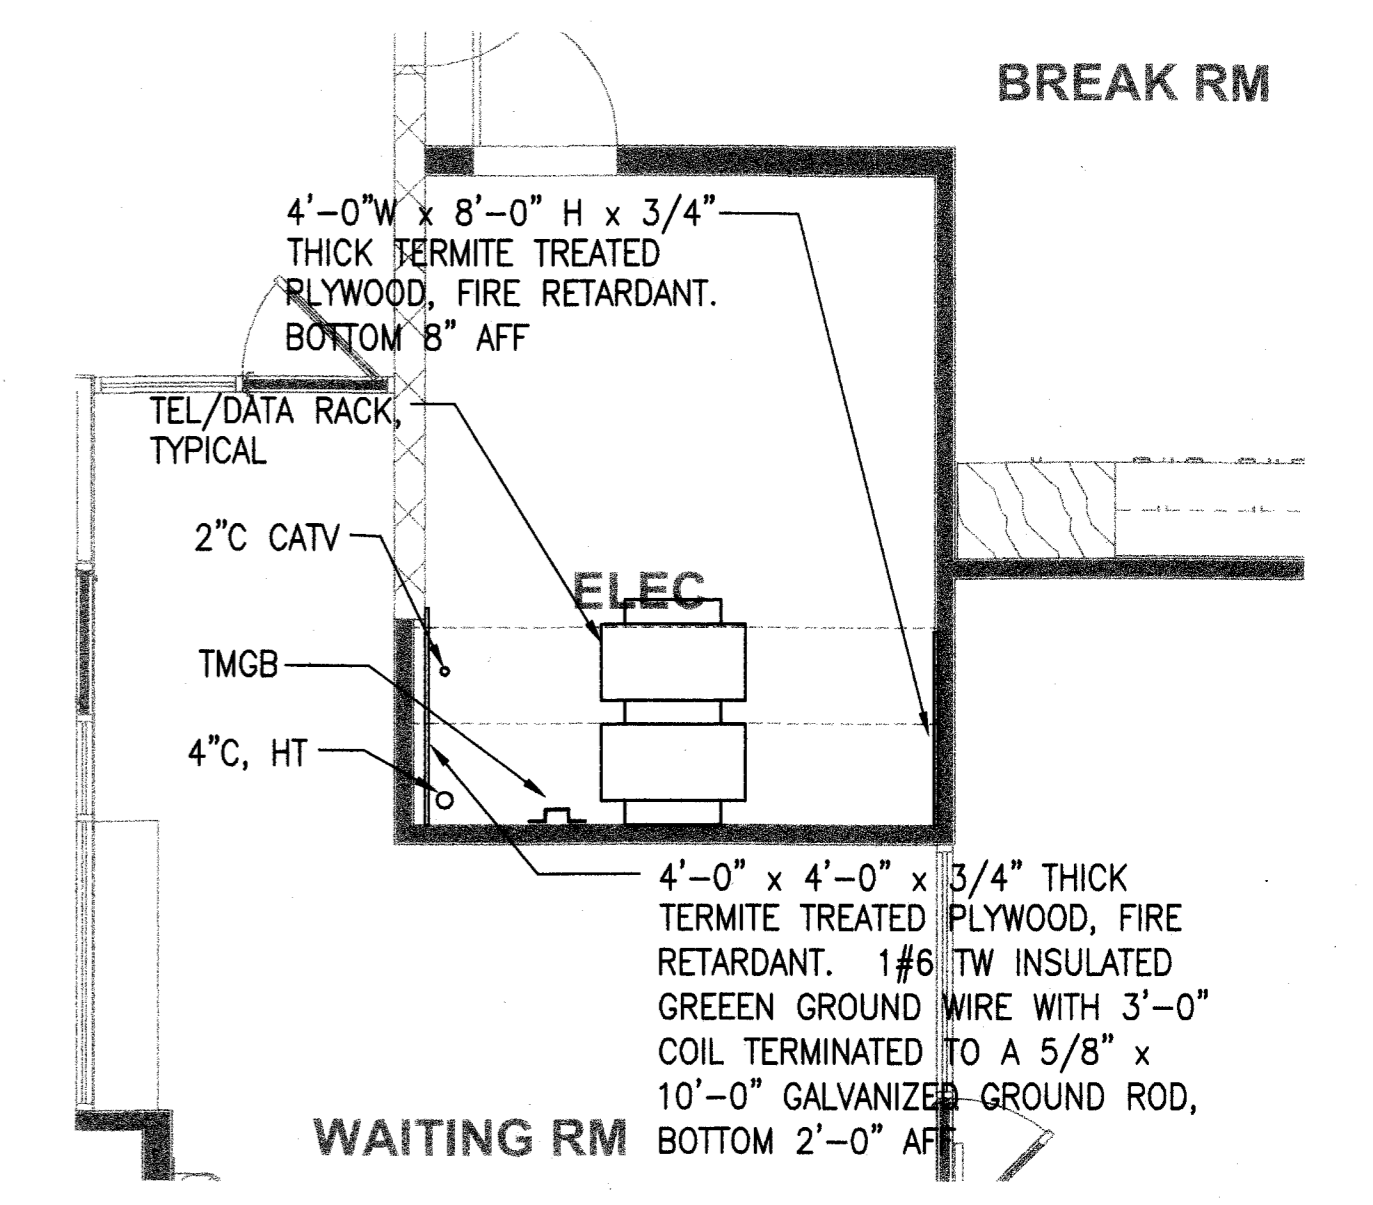 BREAK RM
4'-0"W x 8'-0" H x 3/4"
THICK TERMITE TREATED
PLYWOOD, FIRE RETARDANT.
BOTTOM 8" AFF
TEL/DATA RACK,
TYPICAL
2"C CATV
ELEC
TMGB
4"C, HT
4'-0" x 4'-0" x 3/4" THICK
TERMITE TREATED PLYWOOD, FIRE
RETARDANT. 1#6 TW INSULATED
GREEEN GROUND WIRE WITH 3'-0"
COIL TERMINATED TO A 5/8" x
10'-0" GALVANIZED GROUND ROD,
BOTTOM 2'-0" AFF
WAITING RM